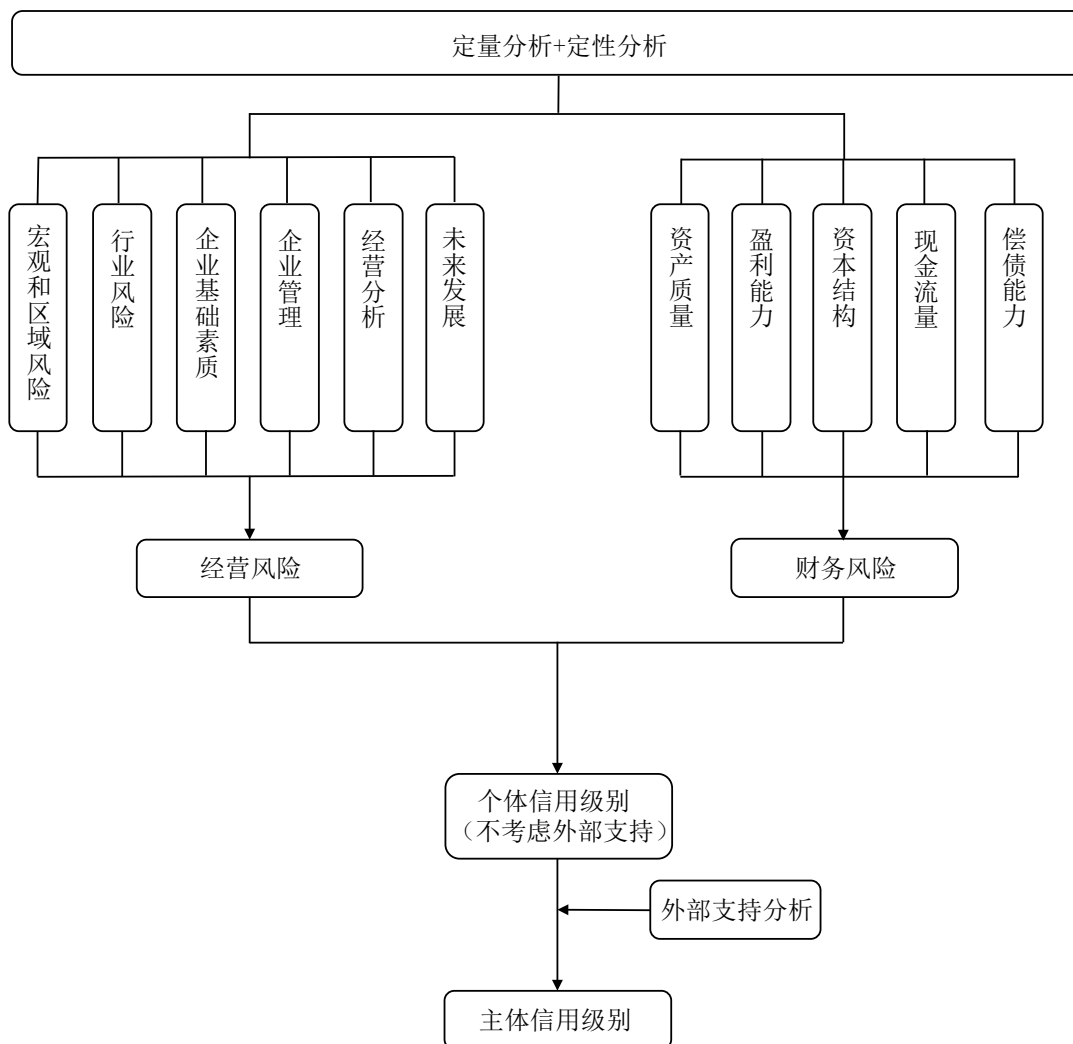 定量分析+定性分析
宏观和区域风险
行业风险
企业基础素质
企业管理
经营分析
未来发展
资产质量
盈利能力
资本结构
现金流量
偿债能力
经营风险
财务风险
个体信用级别
（不考虑外部支持）
外部支持分析
主体信用级别